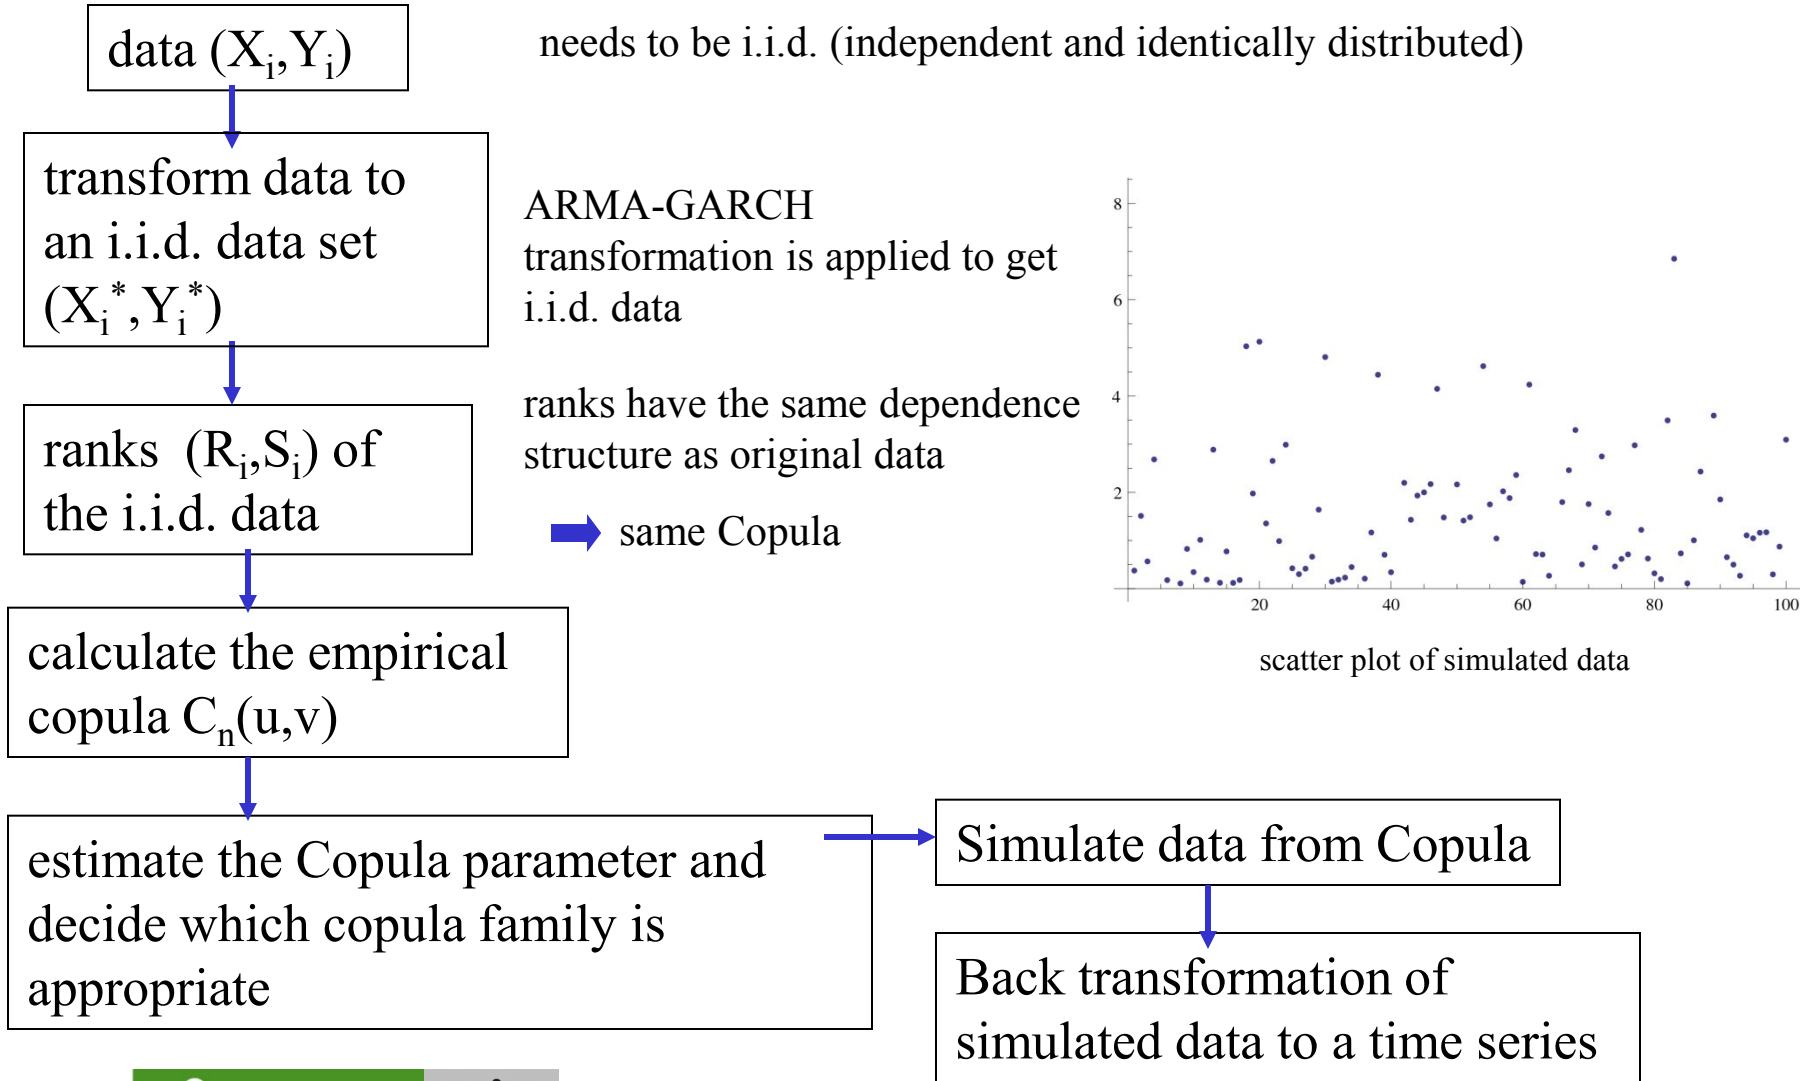 data (Xi,Yi)
needs to be i.i.d. (independent and identically distributed)
transform data to
an i.i.d. data set
(Xi*,Yi*)
ARMA-GARCH
transformation is applied to get
i.i.d. data
ranks (Ri,Si) of
the i.i.d. data
ranks have the same dependence
structure as original data
same Copula
8
6
4
2
20 40 60 80 100
scatter plot of simulated data
calculate the empirical
copula Cn(u,v)
estimate the Copula parameter and
decide which copula family is
appropriate
Simulate data from Copula
Back transformation of
simulated data to a time series